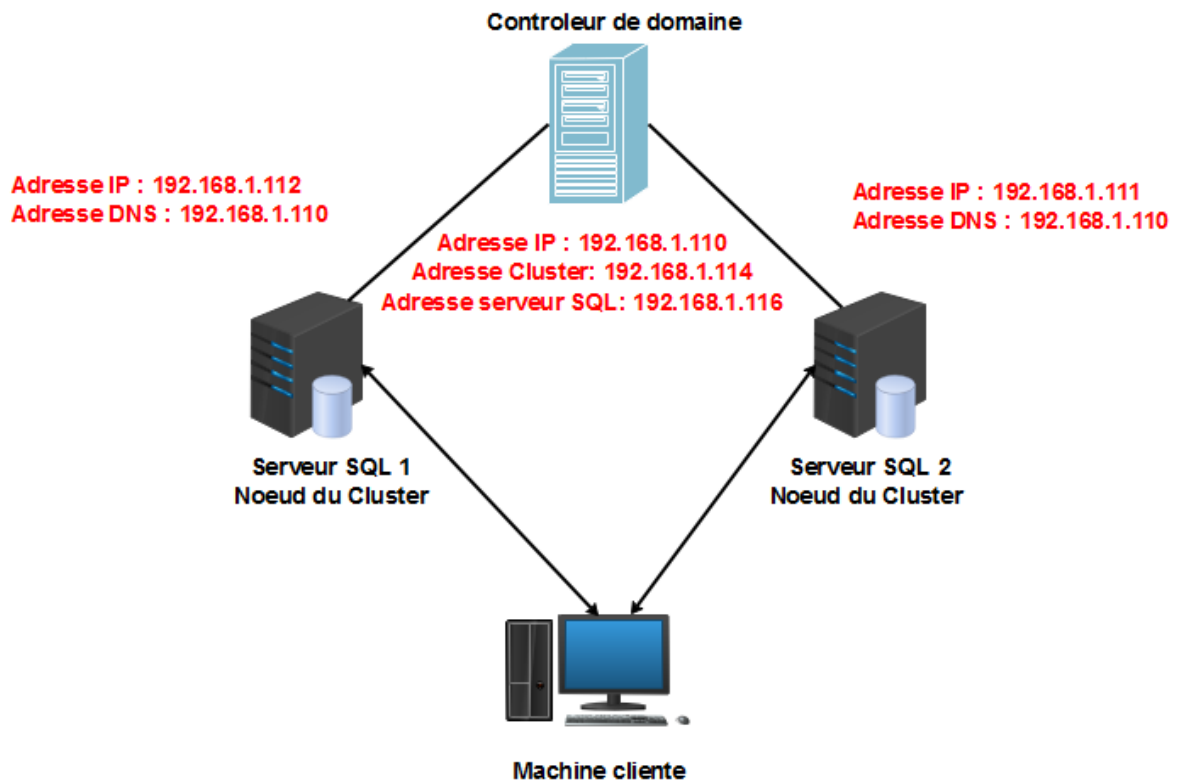 Controleur de domaine
Adresse IP : 192.168.1.112
Adresse DNS : 192.168.1.110
Adresse IP : 192.168.1.111
Adresse DNS : 192.168.1.110
Adresse IP : 192.168.1.110
Adresse Cluster: 192.168.1.114
Adresse serveur SQL: 192.168.1.116
Serveur SQL 1
Noeud du Cluster
Serveur SQL 2
Noeud du Cluster
Machine cliente